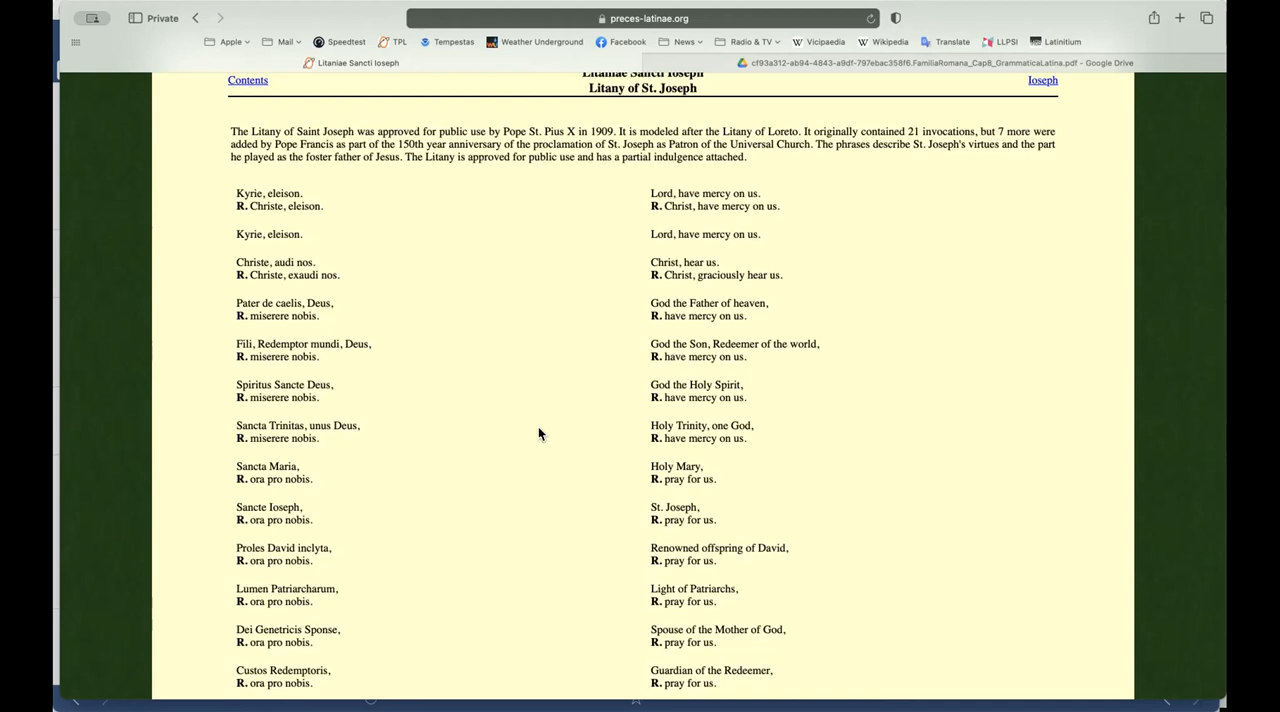 Private
preces-latinae.org
Apple
Mail
Speedtest
TPL
Tempestas
Weather Underground
Facebook
News
Radio & TV
Vicipaedia
Wikipedia
Translate
LLPSI
Latinitium
Litaniae Sancti Ioseph
cf93a312-ab94-4843-a9df-797ebac358f6.FamiliaRomana_Cap8_GrammaticaLatina.pdf - Google Drive
Contents
Litaniae Sancti Ioseph
Litany of St. Joseph
Ioseph
The Litany of Saint Joseph was approved for public use by Pope St. Pius X in 1909. It is modeled after the Litany of Loreto. It originally contained 21 invocations, but 7 more were
added by Pope Francis as part of the 150th year anniversary of the proclamation of St. Joseph as Patron of the Universal Church. The phrases describe St. Joseph's virtues and the part
he played as the foster father of Jesus. The Litany is approved for public use and has a partial indulgence attached.
Kyrie, eleison.
R. Christe, eleison.
Kyrie, eleison.
Christe, audi nos.
R. Christe, exaudi nos.
Pater de caelis, Deus,
R. miserere nobis.
Fili, Redemptor mundi, Deus,
R. miserere nobis.
Spiritus Sancte Deus,
R. miserere nobis.
Sancta Trinitas, unus Deus,
R. miserere nobis.
Sancta Maria,
R. ora pro nobis.
Sancte Ioseph,
R. ora pro nobis.
Proles David inclyta,
R. ora pro nobis.
Lumen Patriarcharum,
R. ora pro nobis.
Dei Genetricis Sponse,
R. ora pro nobis.
Custos Redemptoris,
R. ora pro nobis.
Lord, have mercy on us.
R. Christ, have mercy on us.
Lord, have mercy on us.
Christ, hear us.
R. Christ, graciously hear us.
God the Father of heaven,
R. have mercy on us.
God the Son, Redeemer of the world,
R. have mercy on us.
God the Holy Spirit,
R. have mercy on us.
Holy Trinity, one God,
R. have mercy on us.
Holy Mary,
R. pray for us.
St. Joseph,
R. pray for us.
Renowned offspring of David,
R. pray for us.
Light of Patriarchs,
R. pray for us.
Spouse of the Mother of God,
R. pray for us.
Guardian of the Redeemer,
R. pray for us.